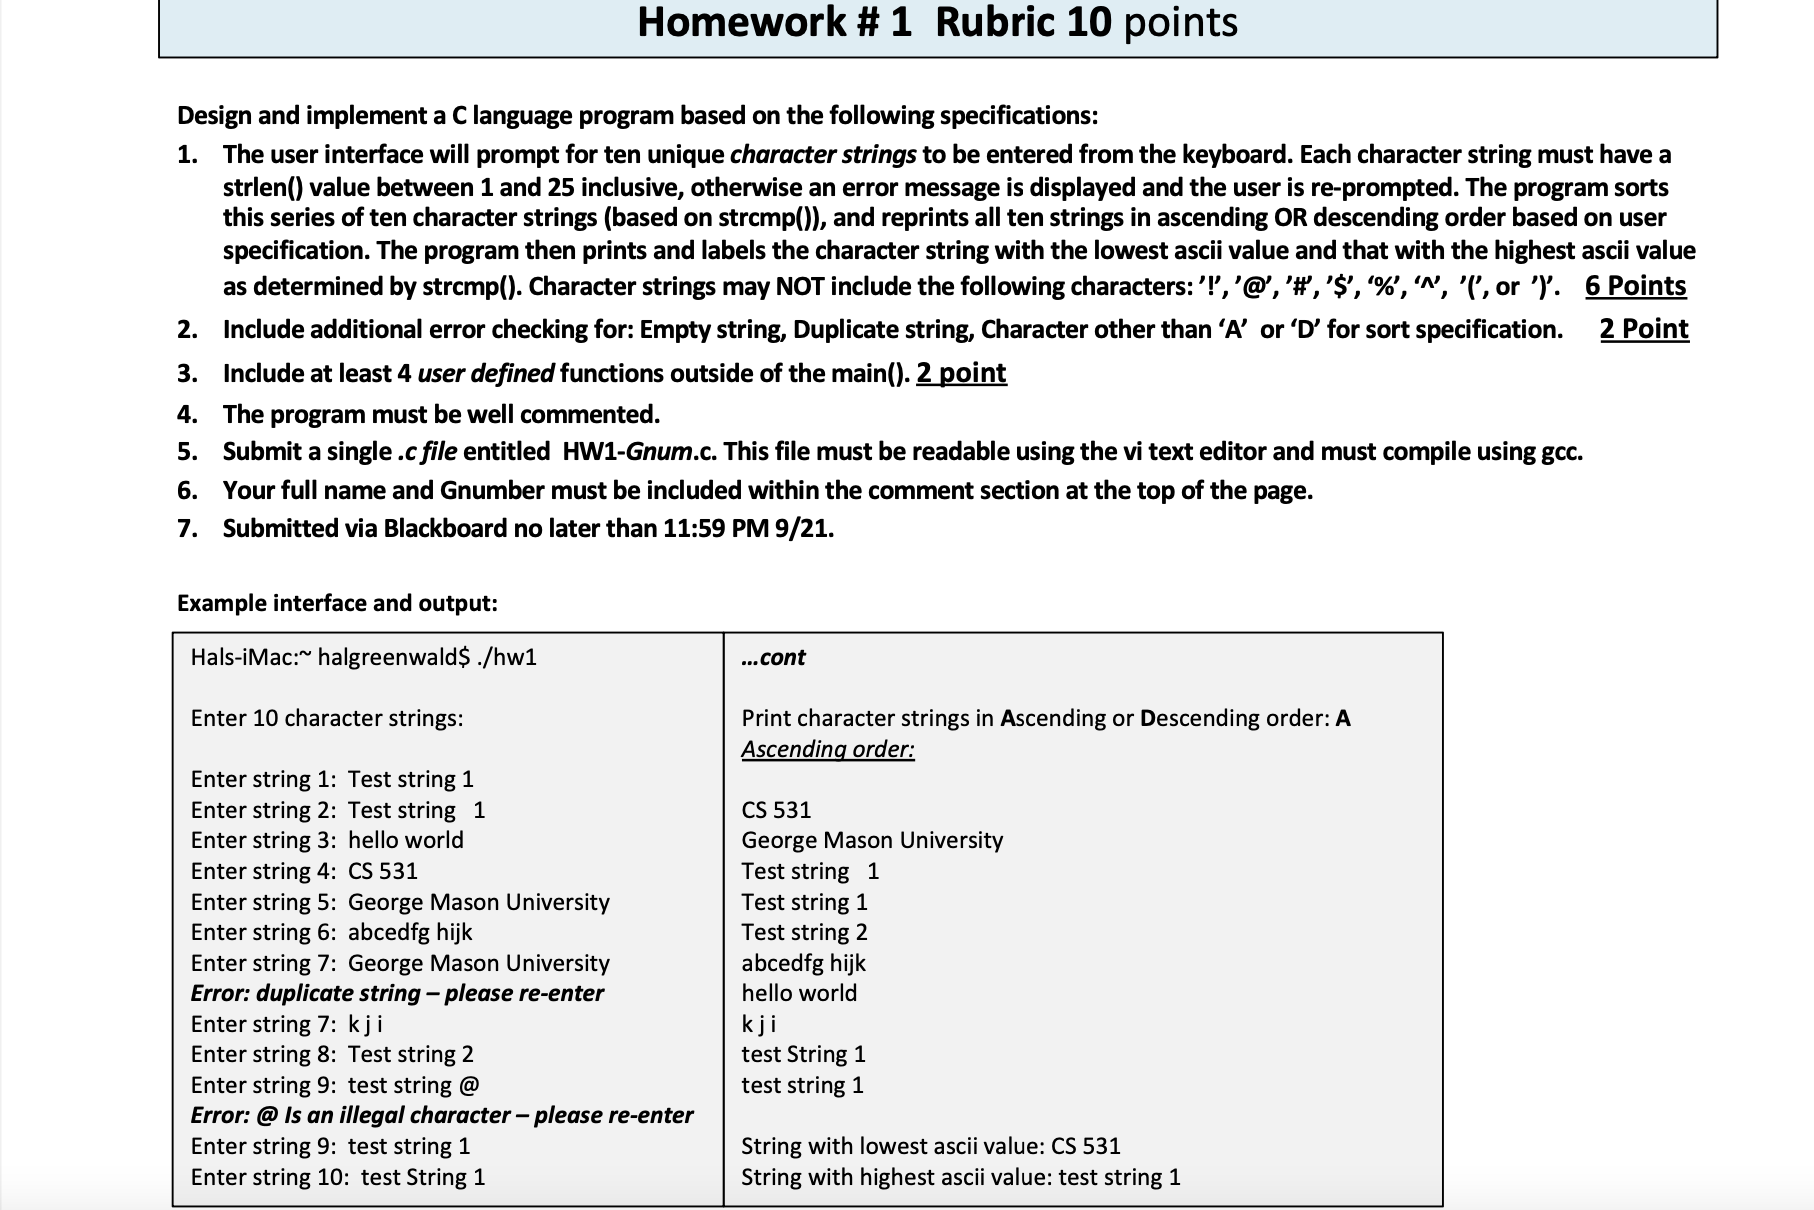 Homework # 1  Rubric 10 points
Design and implement a C language program based on the following specifications:
1. The user interface will prompt for ten unique character strings to be entered from the keyboard. Each character string must have a
strlen() value between 1 and 25 inclusive, otherwise an error message is displayed and the user is re-prompted. The program sorts
this series of ten character strings (based on strcmp()), and reprints all ten strings in ascending OR descending order based on user
specification. The program then prints and labels the character string with the lowest ascii value and that with the highest ascii value
as determined by strcmp(). Character strings may NOT include the following characters: ’!’, ’@’, ’#’, ’$’, ’%’, ‘^’, ’(’, or ’)’. 6 Points
2. Include additional error checking for: Empty string, Duplicate string, Character other than ‘A’ or ‘D’ for sort specification. 2 Point
3. Include at least 4 user defined functions outside of the main(). 2 point
4. The program must be well commented.
5. Submit a single .c file entitled HW1-Gnum.c. This file must be readable using the vi text editor and must compile using gcc.
6. Your full name and Gnumber must be included within the comment section at the top of the page.
7. Submitted via Blackboard no later than 11:59 PM 9/21.
Example interface and output:
Hals-iMac:~ halgreenwald$ ./hw1
Enter 10 character strings:
Enter string 1:  Test string 1
Enter string 2:  Test string   1
Enter string 3:  hello world
Enter string 4:  CS 531
Enter string 5:  George Mason University
Enter string 6:  abcedfg hijk
Enter string 7:  George Mason University
Error: duplicate string – please re-enter
Enter string 7:  k j i
Enter string 8:  Test string 2
Enter string 9:  test string @
Error: @ Is an illegal character – please re-enter
Enter string 9:  test string 1
Enter string 10:  test String 1
...cont
Print character strings in Ascending or Descending order: A
Ascending order:
CS 531
George Mason University
Test string   1
Test string 1
Test string 2
abcedfg hijk
hello world
k j i
test String 1
test string 1
String with lowest ascii value: CS 531
String with highest ascii value: test string 1